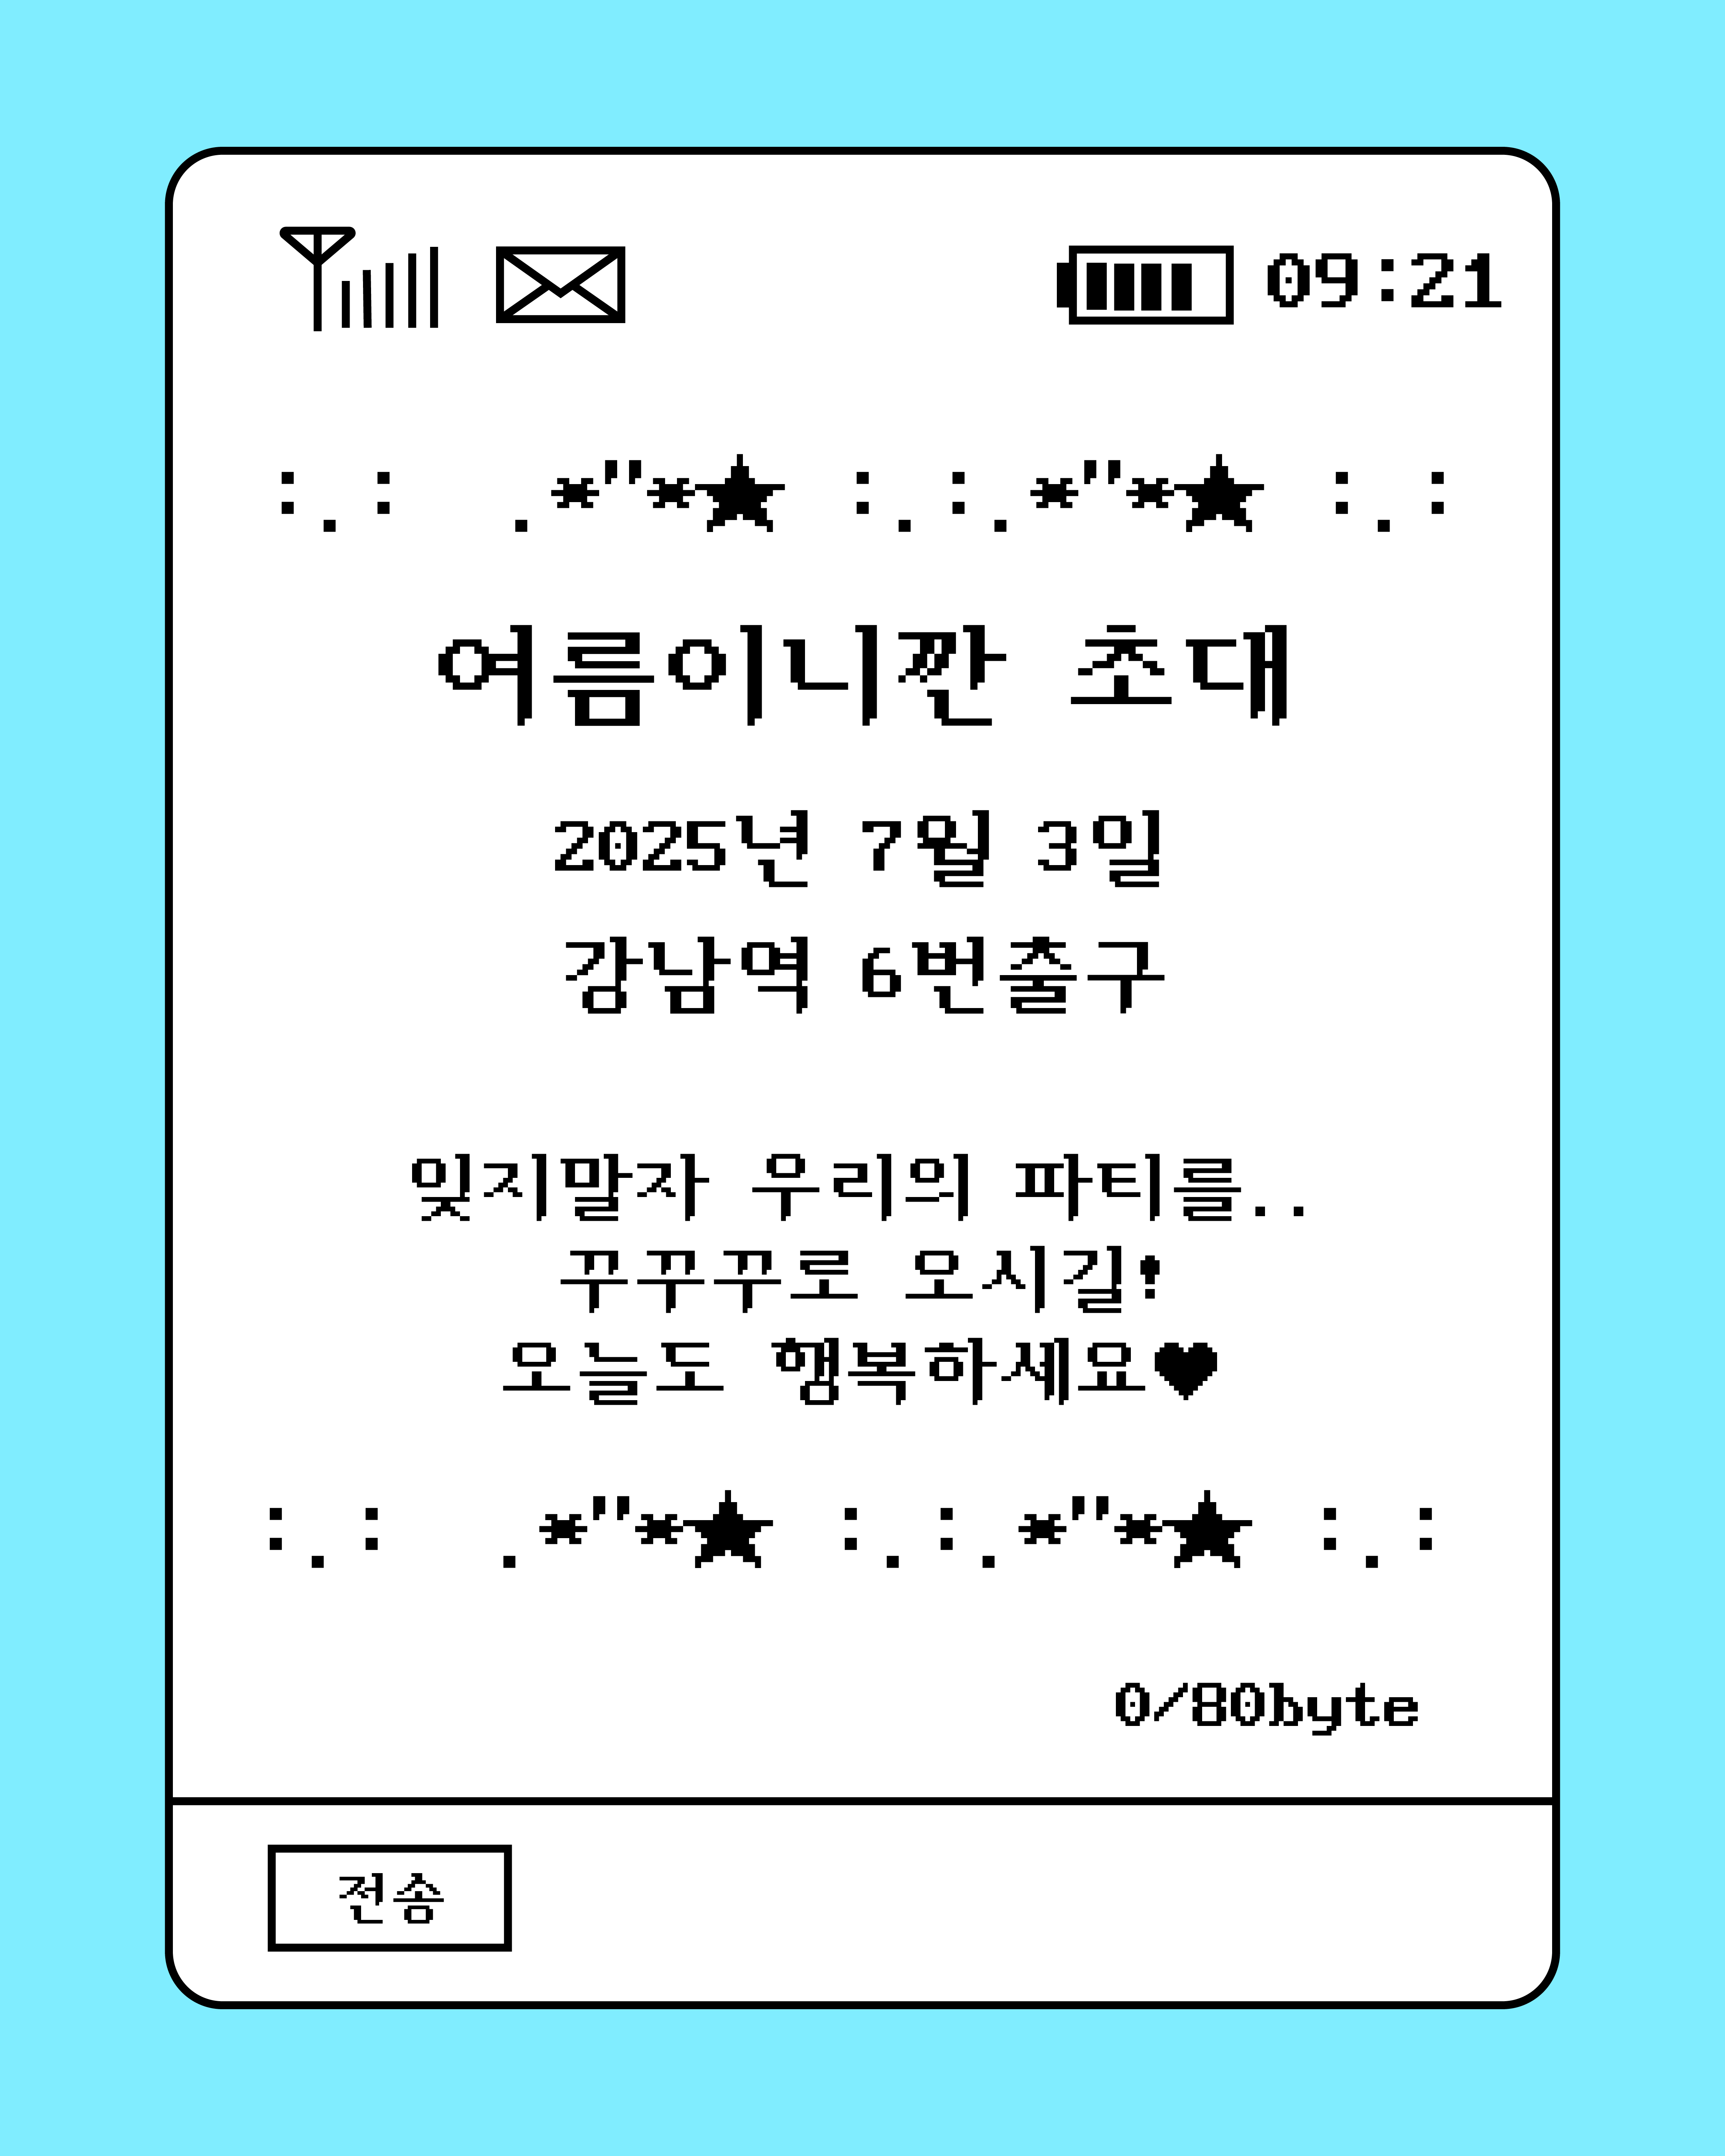 09:21
:.:  .*"*★ :.:.*"*★ :.:
여름이니깐 초대
2025년 7월 3일
강남역 6번출구
잊지말자 우리의 파티를..
꾸꾸꾸로 오시길!
오늘도 행복하세요♥
:.:  .*"*★ :.:.*"*★ :.:
0/80byte
전송